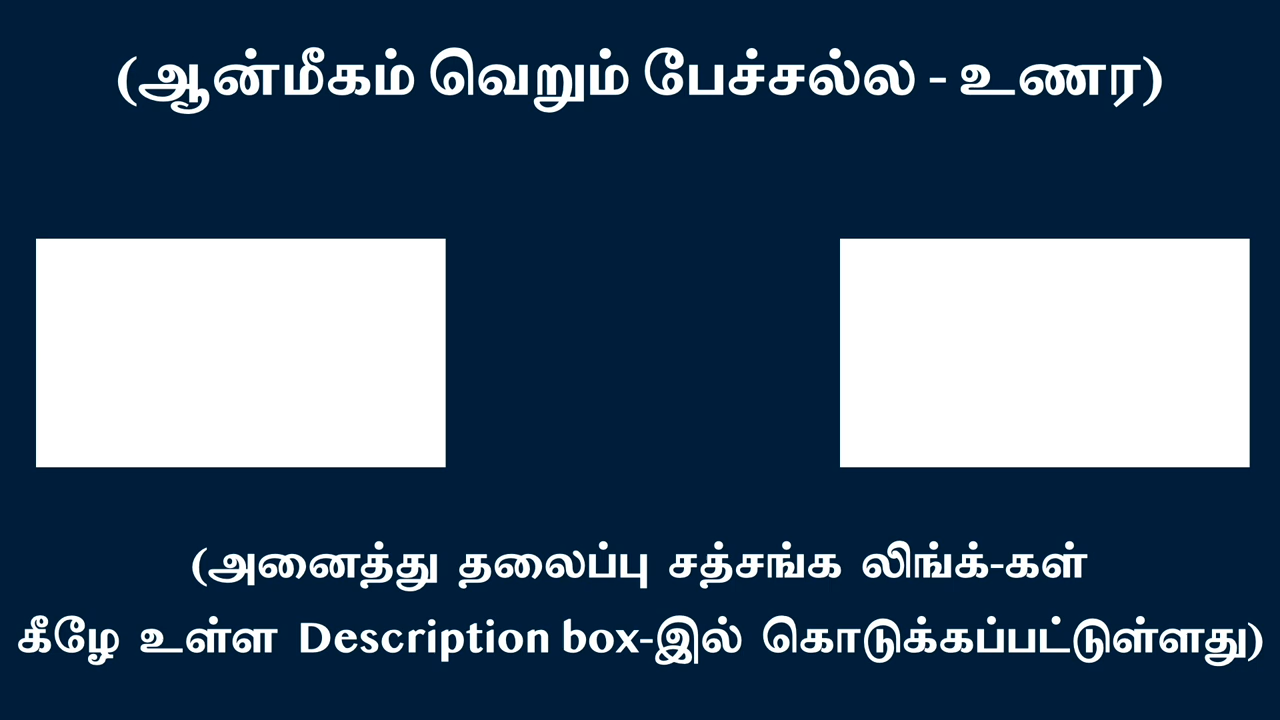 (ஆன்மீகம் வெறும் பேச்சல்ல - உணர)
(அனைத்து தலைப்பு சத்சங்க லிங்க்-கள்
கீழே உள்ள Description box-இல் கொடுக்கப்பட்டுள்ளது)